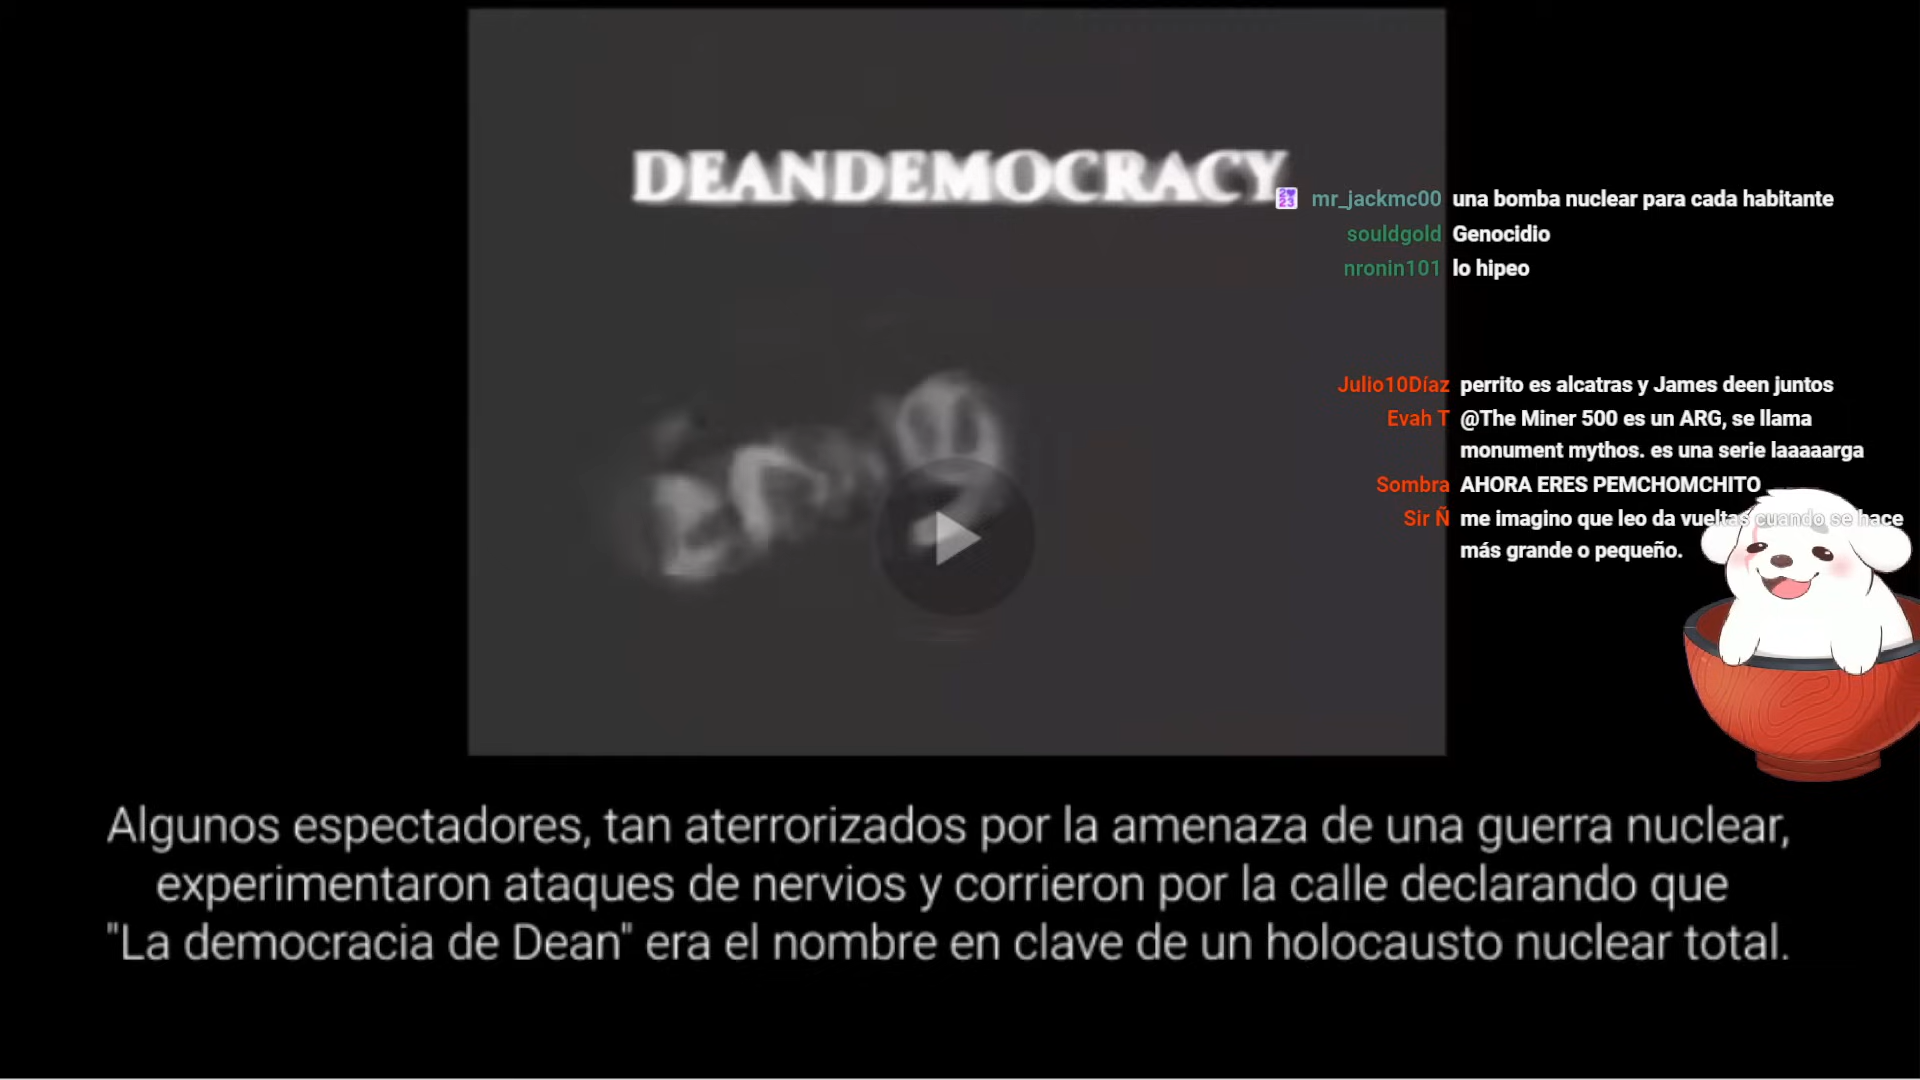 DEANDEMOCRACY
mr_jackmc00 una bomba nuclear para cada habitante
souldgold Genocidio
nronin101 lo hipeo
Julio10Díaz perrito es alcatras y James deen juntos
Evah T @The Miner 500 es un ARG, se llama
monument mythos. es una serie laaaaarga
Sombra AHORA ERES PEMCHOMCHITO
Sir Ñ me imagino que leo da vueltas cuando se hace
más grande o pequeño.
Algunos espectadores, tan aterrorizados por la amenaza de una guerra nuclear,
experimentaron ataques de nervios y corrieron por la calle declarando que
"La democracia de Dean" era el nombre en clave de un holocausto nuclear total.